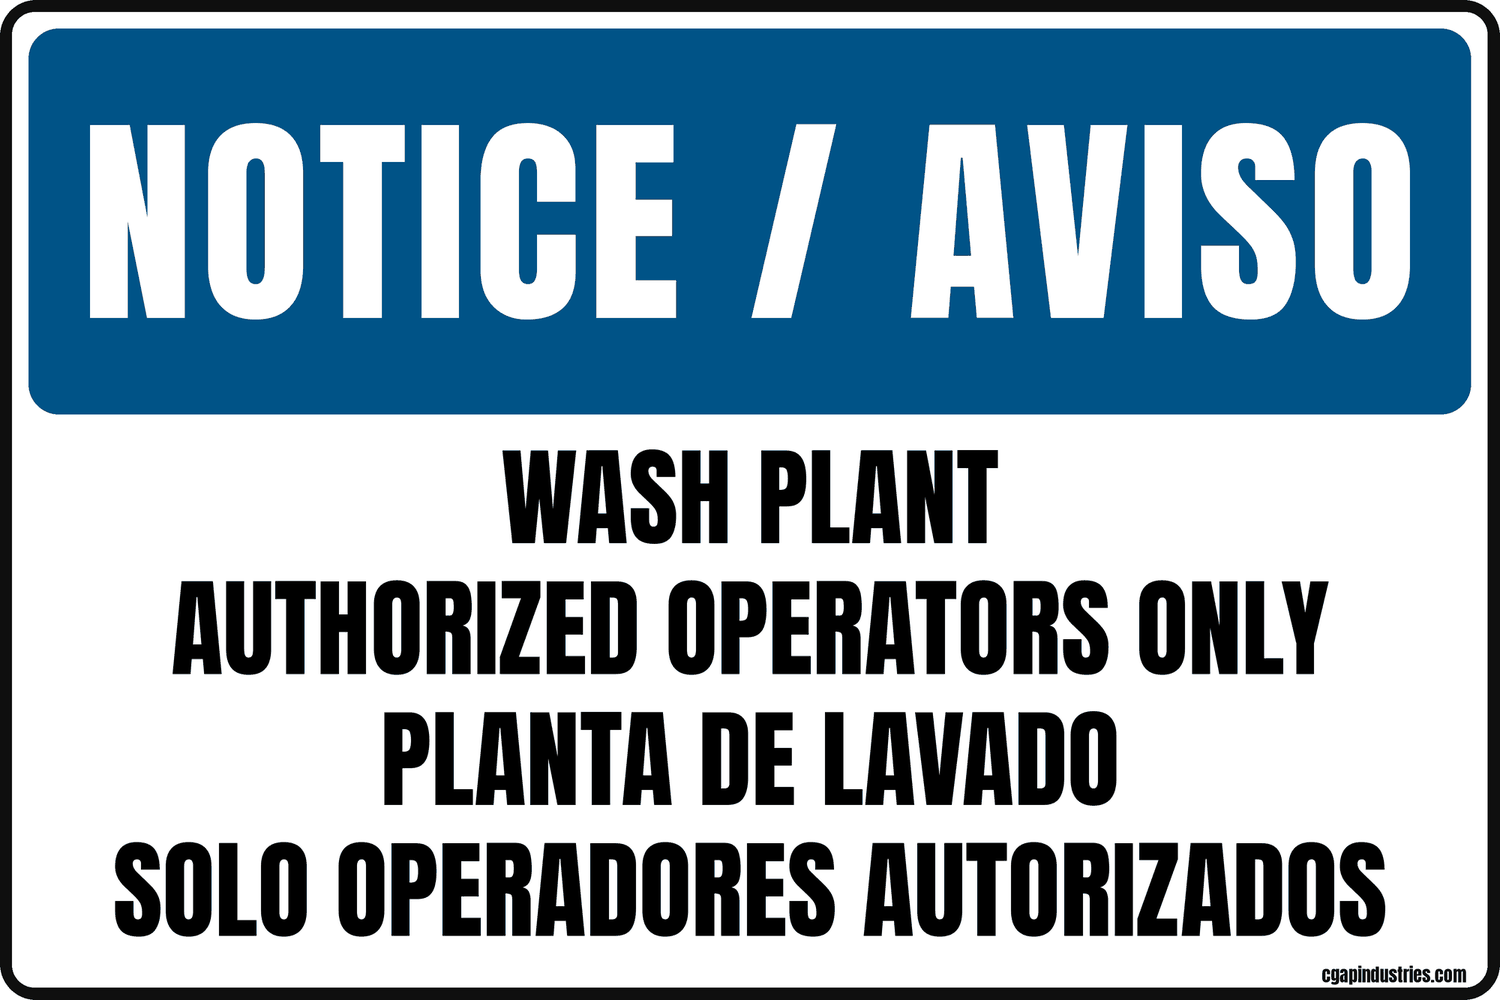 NOTICE / AVISO
WASH PLANT
AUTHORIZED OPERATORS ONLY
PLANTA DE LAVADO
SOLO OPERADORES AUTORIZADOS
cgapindustries.com